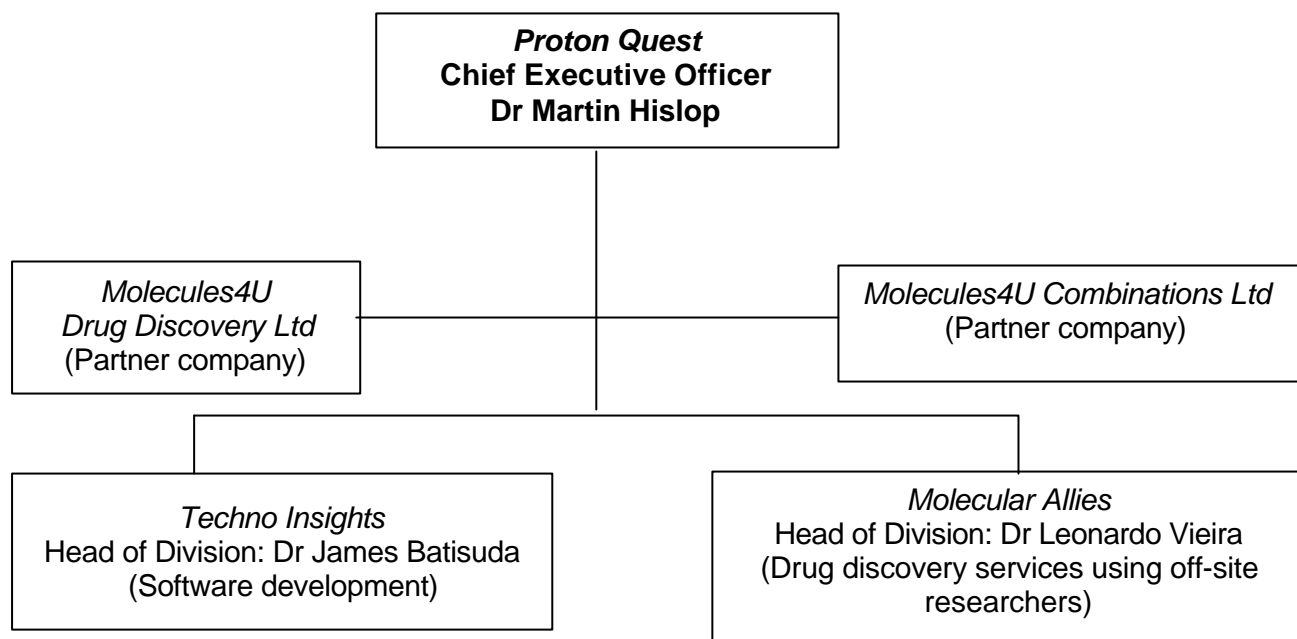 Proton Quest
Chief Executive Officer
Dr Martin Hislop
Molecules4U
Drug Discovery Ltd
(Partner company)
Molecules4U Combinations Ltd
(Partner company)
Techno Insights
Head of Division: Dr James Batisuda
(Software development)
Molecular Allies
Head of Division: Dr Leonardo Vieira
(Drug discovery services using off-site
researchers)